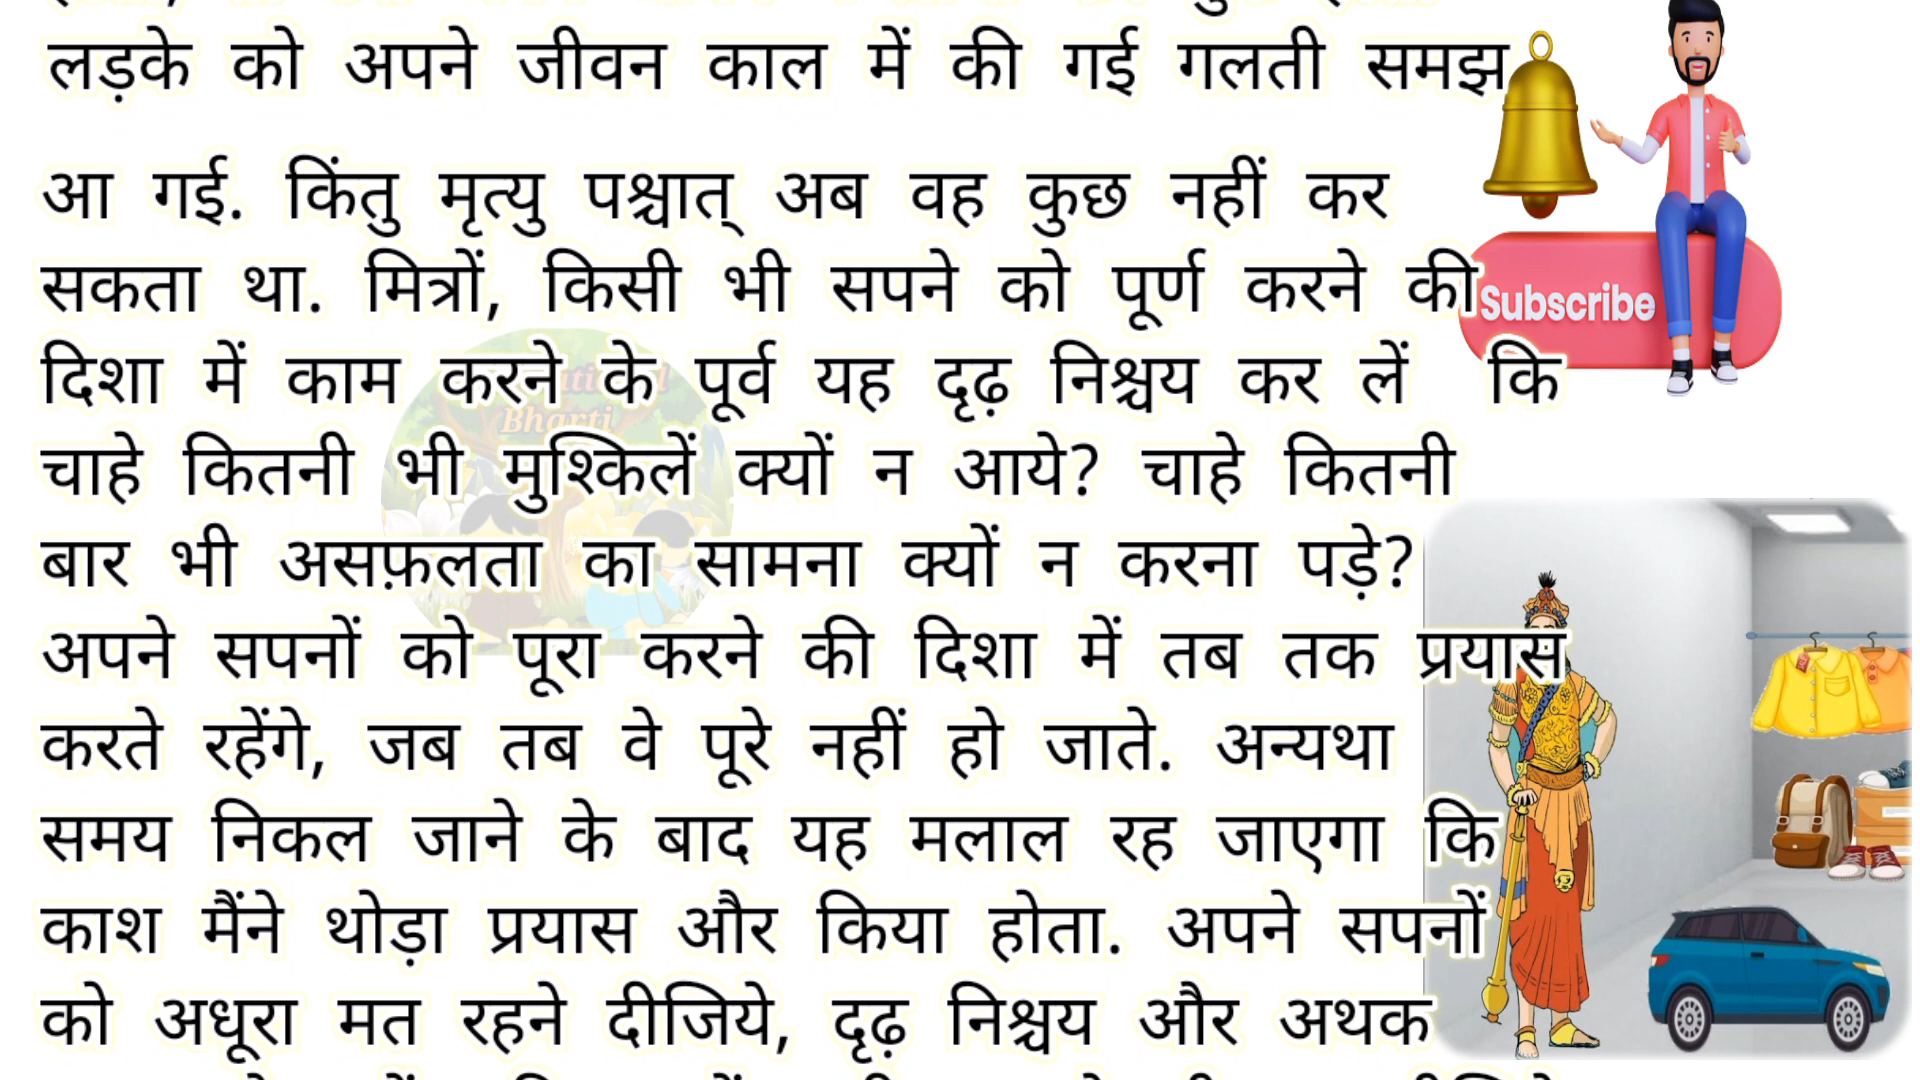 लड़के को अपने जीवन काल में की गई गलती समझ
आ गई. किंतु मृत्यु पश्चात् अब वह कुछ नहीं कर
सकता था. मित्रों, किसी भी सपने को पूर्ण करने की
Subscribe
दिशा में काम करने के पूर्व यह दृढ़ निश्चय कर लें कि
Bharti
चाहे कितनी भी मुश्किलें क्यों न आये? चाहे कितनी
बार भी असफ़लता का सामना क्यों न करना पड़े?
अपने सपनों को पूरा करने की दिशा में तब तक प्रयास
करते रहेंगे, जब तब वे पूरे नहीं हो जाते. अन्यथा
समय निकल जाने के बाद यह मलाल रह जाएगा कि
काश मैंने थोड़ा प्रयास और किया होता. अपने सपनों
को अधूरा मत रहने दीजिये, दृढ़ निश्चय और अथक